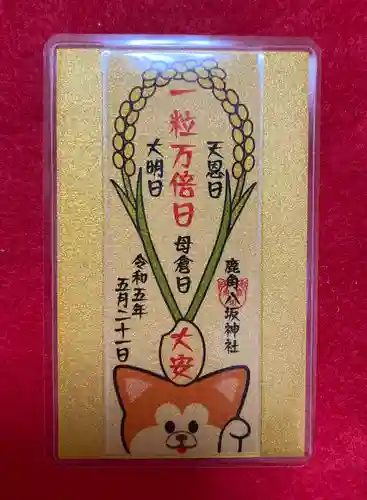 一粒万倍日
天恩日
大明日
母倉日
鹿角八坂神社
令和五年
五月二十一日
大安